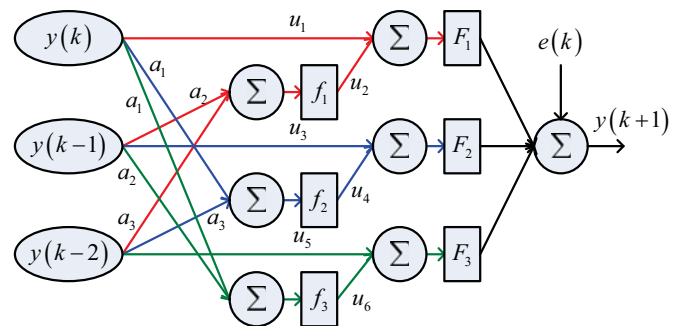 y(k)
u₁
Σ
F₁
a₁
e(k)
a₂
Σ
f₁
u₂
a₁
y(k+1)
u₃
y(k−1)
Σ
F₂
Σ
a₂
Σ
f₂
u₄
a₃
a₃
u₅
y(k−2)
Σ
F₃
Σ
f₃
u₆